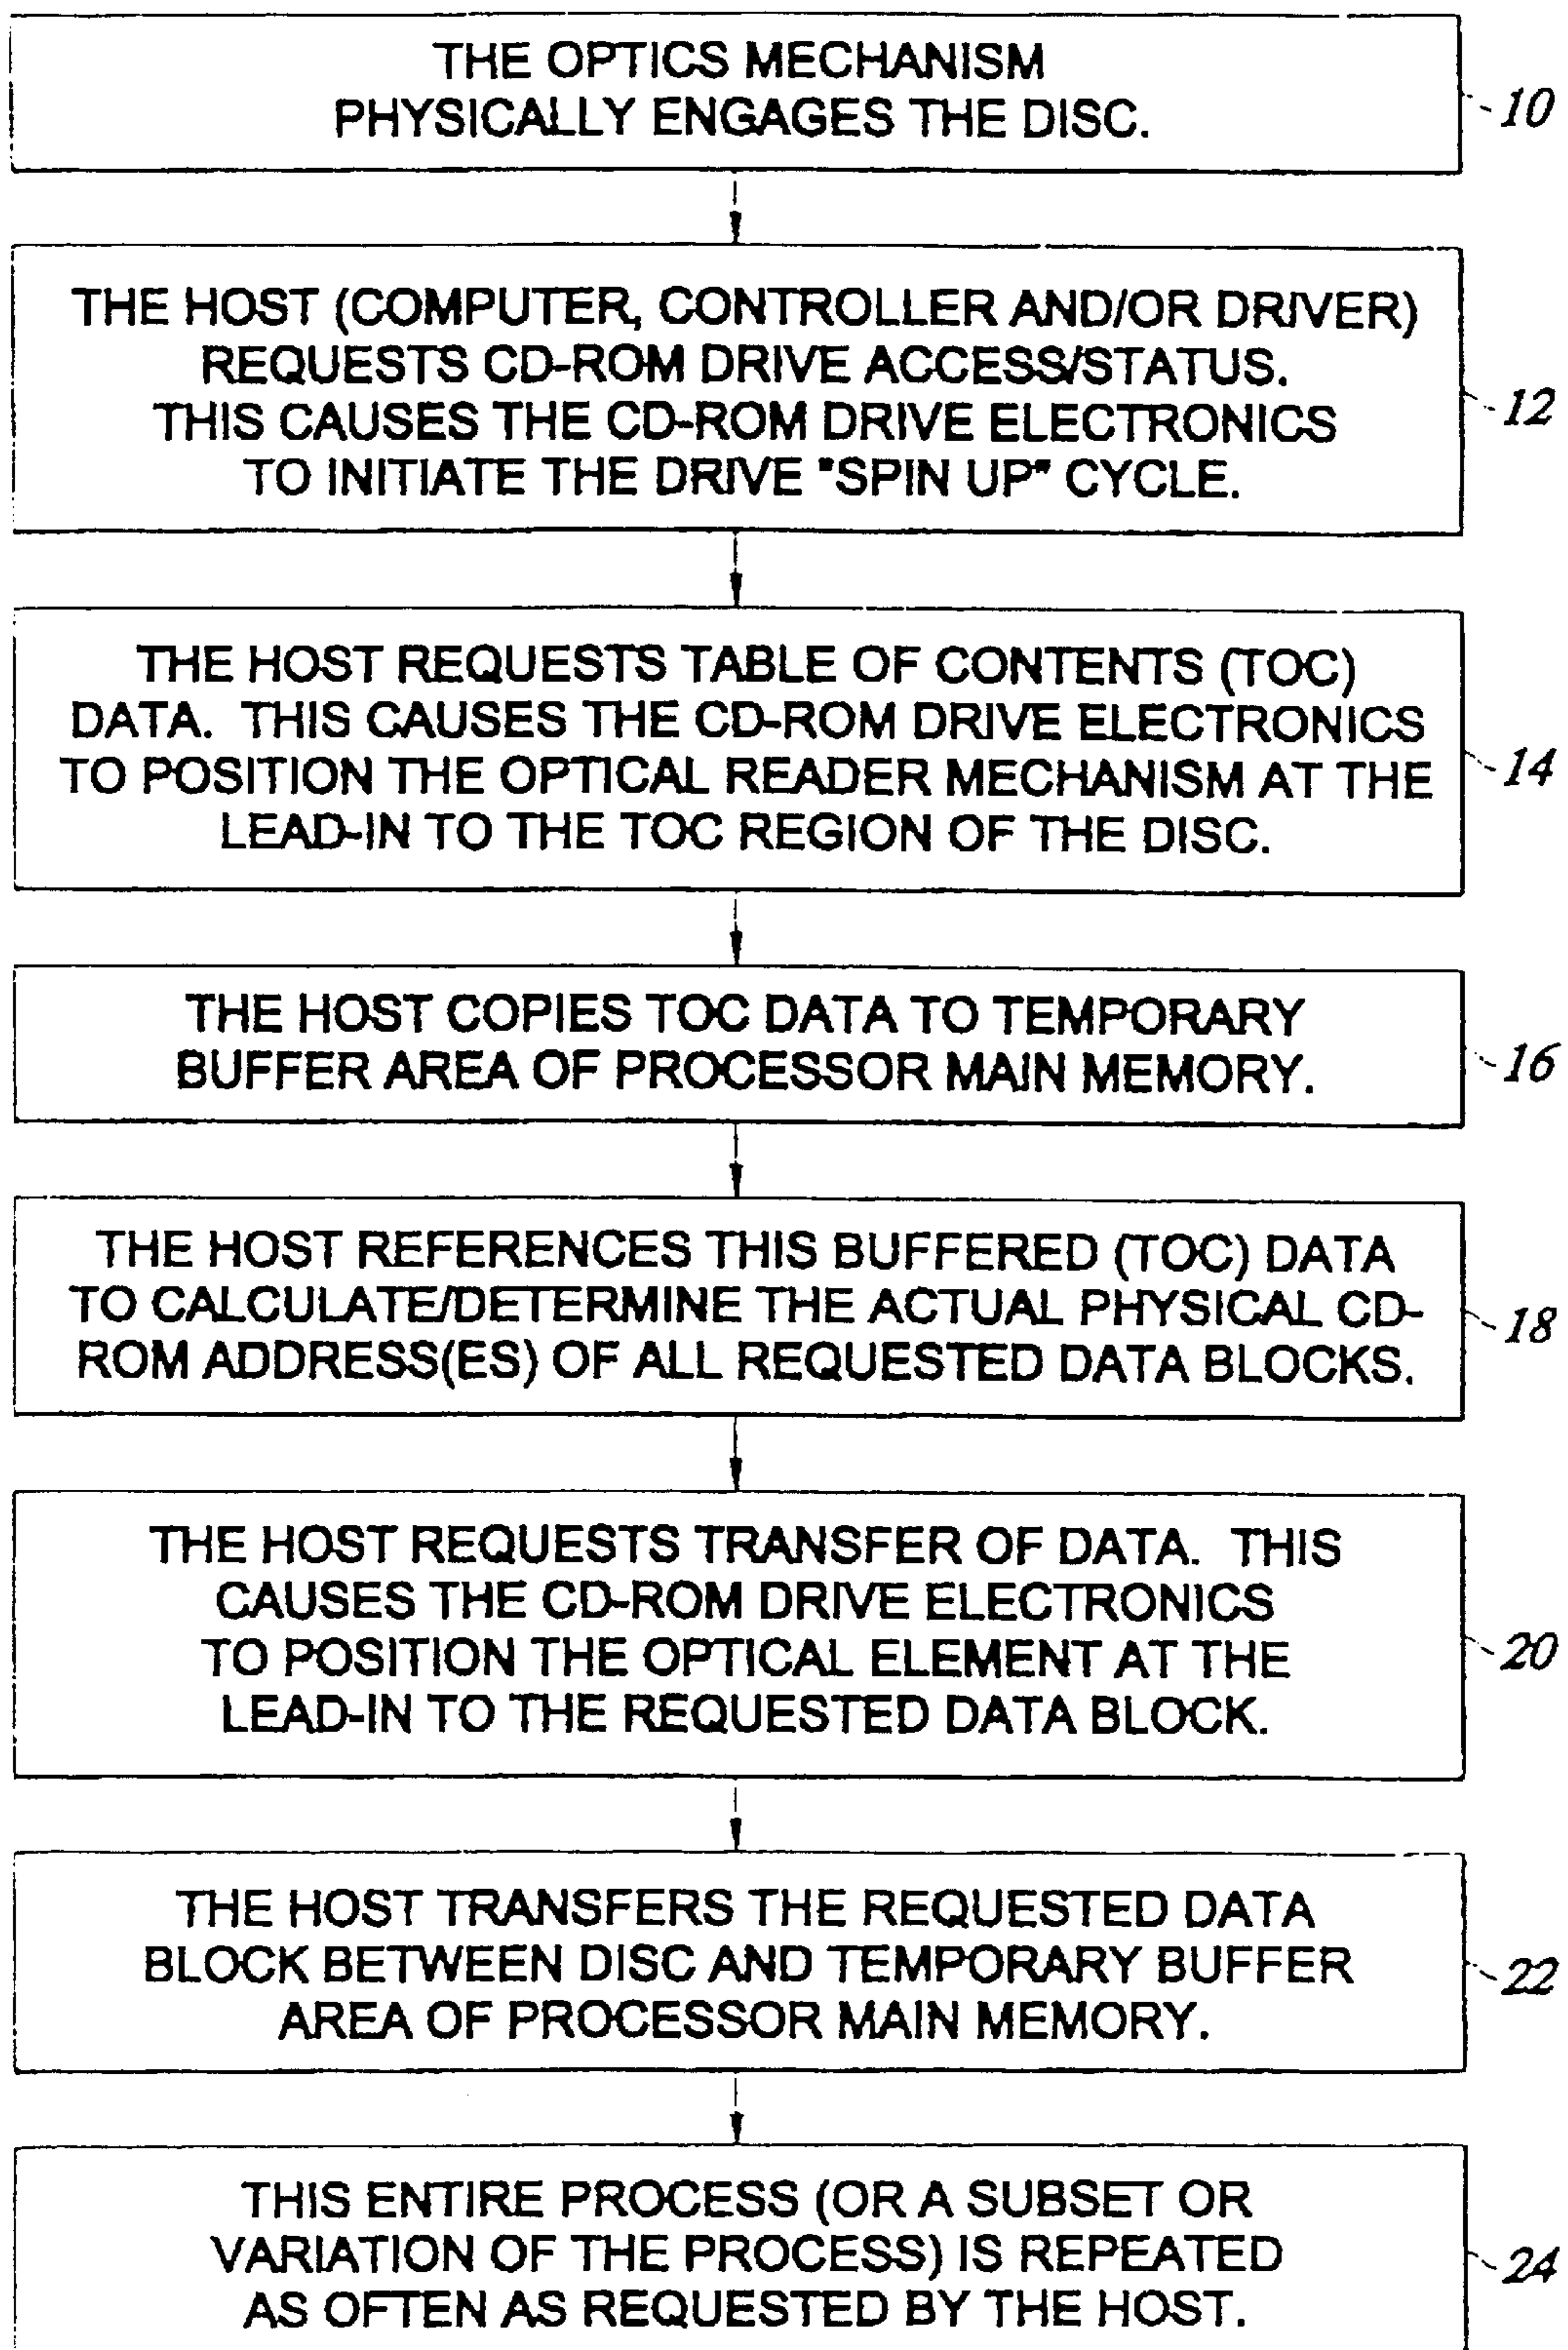 THE OPTICS MECHANISM
PHYSICALLY ENGAGES THE DISC.
10
THE HOST (COMPUTER, CONTROLLER AND/OR DRIVER)
REQUESTS CD-ROM DRIVE ACCESS/STATUS.
THIS CAUSES THE CD-ROM DRIVE ELECTRONICS
TO INITIATE THE DRIVE "SPIN UP" CYCLE.
12
THE HOST REQUESTS TABLE OF CONTENTS (TOC)
DATA. THIS CAUSES THE CD-ROM DRIVE ELECTRONICS
TO POSITION THE OPTICAL READER MECHANISM AT THE
LEAD-IN TO THE TOC REGION OF THE DISC.
14
THE HOST COPIES TOC DATA TO TEMPORARY
BUFFER AREA OF PROCESSOR MAIN MEMORY.
16
THE HOST REFERENCES THIS BUFFERED (TOC) DATA
TO CALCULATE/DETERMINE THE ACTUAL PHYSICAL CD-
ROM ADDRESS(ES) OF ALL REQUESTED DATA BLOCKS.
18
THE HOST REQUESTS TRANSFER OF DATA. THIS
CAUSES THE CD-ROM DRIVE ELECTRONICS
TO POSITION THE OPTICAL ELEMENT AT THE
LEAD-IN TO THE REQUESTED DATA BLOCK.
20
THE HOST TRANSFERS THE REQUESTED DATA
BLOCK BETWEEN DISC AND TEMPORARY BUFFER
AREA OF PROCESSOR MAIN MEMORY.
22
THIS ENTIRE PROCESS (OR A SUBSET OR
VARIATION OF THE PROCESS) IS REPEATED
AS OFTEN AS REQUESTED BY THE HOST.
24